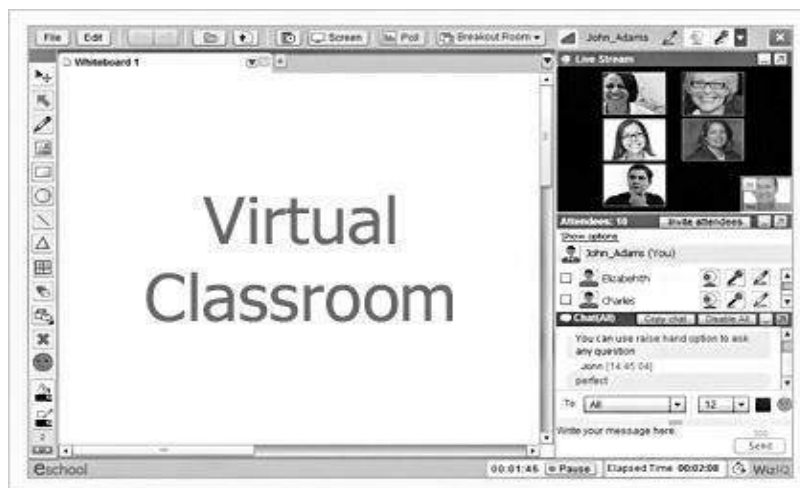 File Edit Screen Poll Breakout Room John_Adams
Whiteboard 1
Virtual
Classroom
Live Stream
Attendees: 10 Invite attendees
Show options
John_Adams (You)
Elizabehth
Charles
Chat(All) Copy chat Disable All
You can use raise hand option to ask
any question
John [14:45:04]
perfect
To: All 12
Write your message here.
300
Send
eschool 00:01:46 Pause Elapsed Time 00:02:08 WizIQ